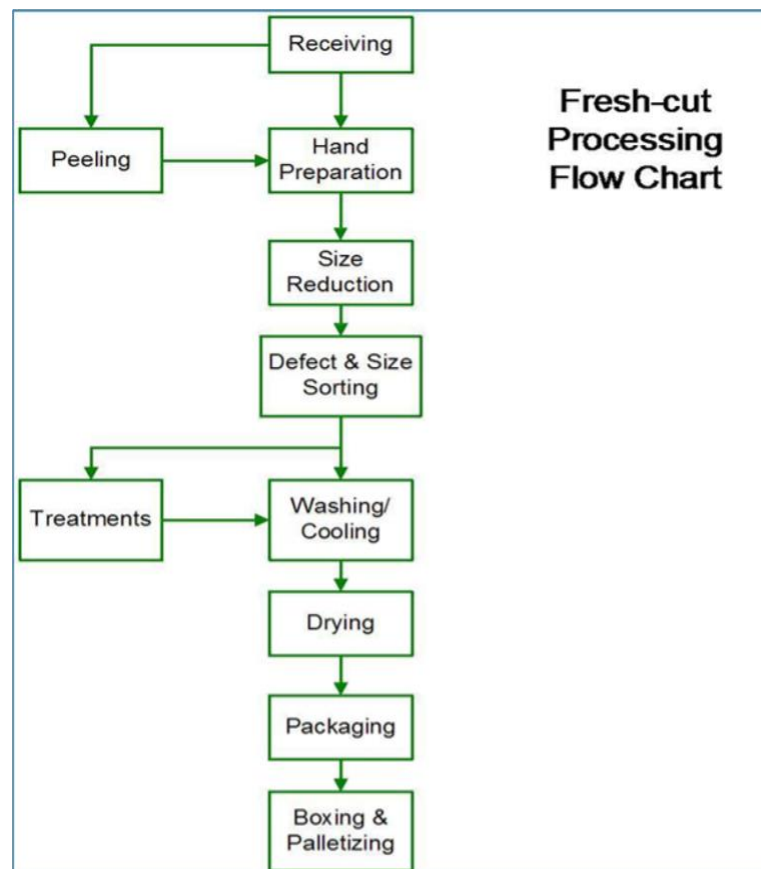 Receiving
Fresh-cut
Processing
Flow Chart
Peeling
Hand
Preparation
Size
Reduction
Defect & Size
Sorting
Treatments
Washing/
Cooling
Drying
Packaging
Boxing &
Palletizing